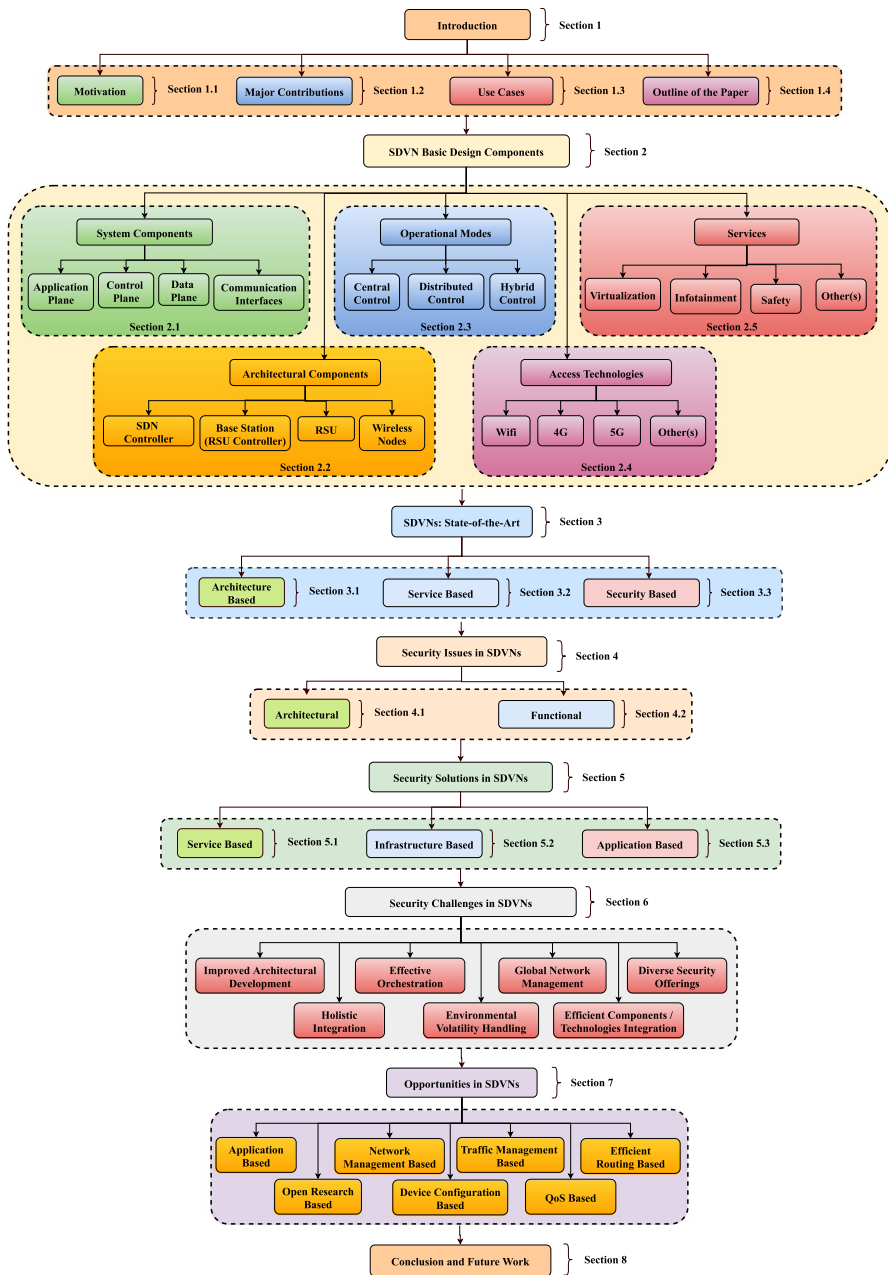 Introduction
Section 1
Motivation
Section 1.1
Major Contributions
Section 1.2
Use Cases
Section 1.3
Outline of the Paper
Section 1.4
SDVN Basic Design Components
Section 2
System Components
Application
Plane
Control
Plane
Data
Plane
Communication
Interfaces
Section 2.1
Operational Modes
Central
Control
Distributed
Control
Hybrid
Control
Section 2.3
Services
Virtualization
Infotainment
Safety
Other(s)
Section 2.5
Architectural Components
SDN
Controller
Base Station
(RSU Controller)
RSU
Wireless
Nodes
Section 2.2
Access Technologies
Wifi
4G
5G
Other(s)
Section 2.4
SDVNs: State-of-the-Art
Section 3
Architecture
Based
Section 3.1
Service Based
Section 3.2
Security Based
Section 3.3
Security Issues in SDVNs
Section 4
Architectural
Section 4.1
Functional
Section 4.2
Security Solutions in SDVNs
Section 5
Service Based
Section 5.1
Infrastructure Based
Section 5.2
Application Based
Section 5.3
Security Challenges in SDVNs
Section 6
Improved Architectural
Development
Effective
Orchestration
Global Network
Management
Diverse Security
Offerings
Holistic
Integration
Environmental
Volatility Handling
Efficient Components /
Technologies Integration
Opportunities in SDVNs
Section 7
Application
Based
Network
Management Based
Traffic Management
Based
Efficient
Routing Based
Open Research
Based
Device Configuration
Based
QoS Based
Conclusion and Future Work
Section 8